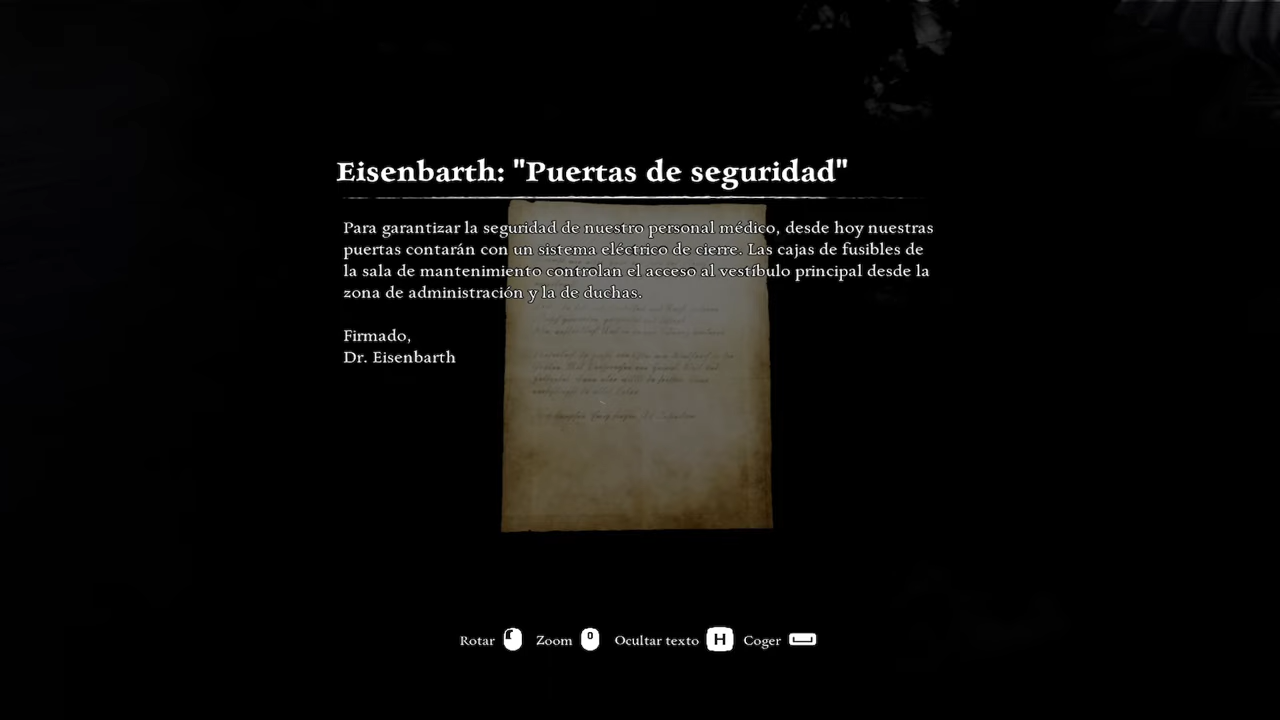 Eisenbarth: "Puertas de seguridad"
Para garantizar la seguridad de nuestro personal médico, desde hoy nuestras
puertas contarán con un sistema eléctrico de cierre. Las cajas de fusibles de
la sala de mantenimiento controlan el acceso al vestíbulo principal desde la
zona de administración y la de duchas.
Firmado,
Dr. Eisenbarth
Rotar Zoom 0 Ocultar texto H Coger